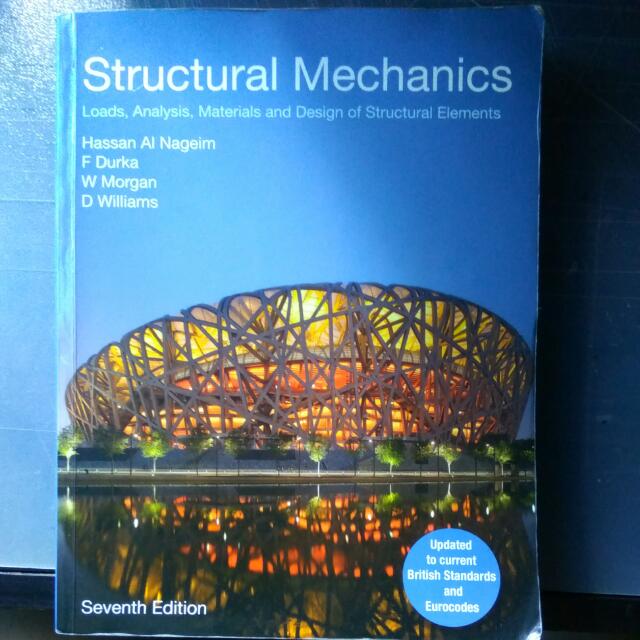 Structural Mechanics
Loads, Analysis, Materials and Design of Structural Elements
Hassan Al Nageim
F Durka
W Morgan
D Williams
Updated
to current
British Standards
and
Eurocodes
Seventh Edition